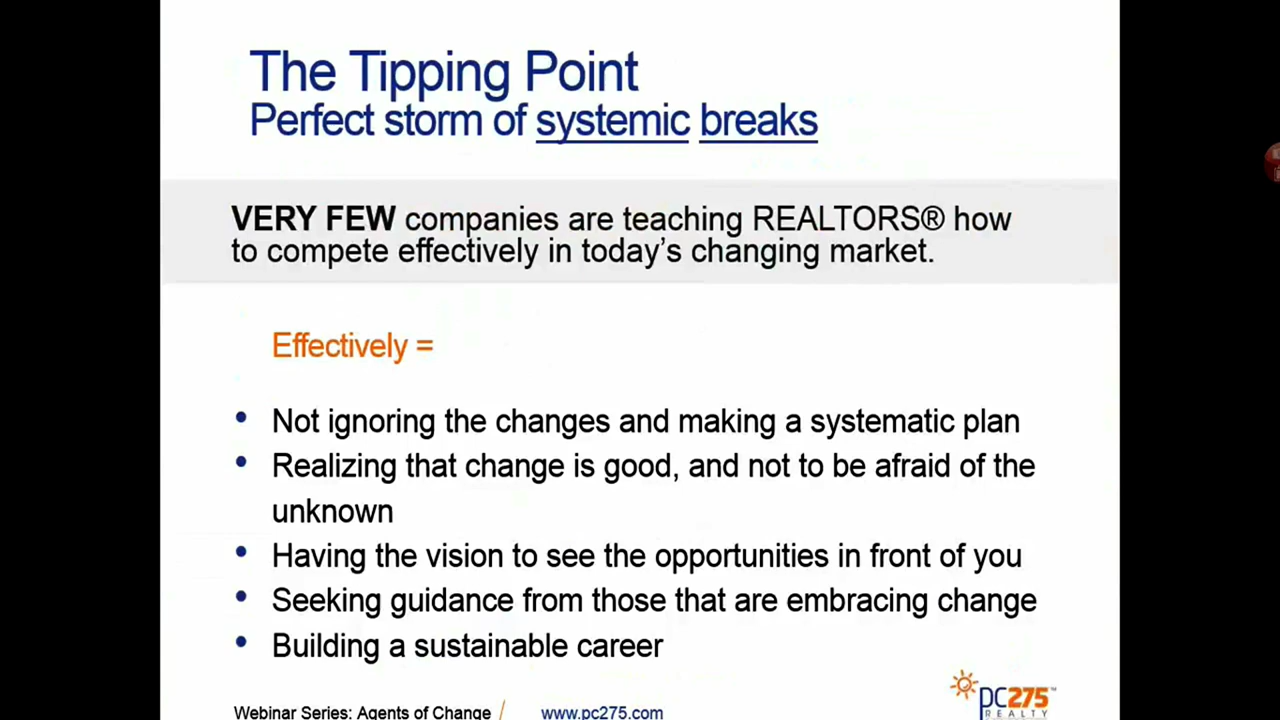 The Tipping Point
Perfect storm of systemic breaks
VERY FEW companies are teaching REALTORS® how
to compete effectively in today's changing market.
Effectively =
• Not ignoring the changes and making a systematic plan
• Realizing that change is good, and not to be afraid of the
unknown
• Having the vision to see the opportunities in front of you
• Seeking guidance from those that are embracing change
• Building a sustainable career
Webinar Series: Agents of Change / www.pc275.com
pc275™
REALTY